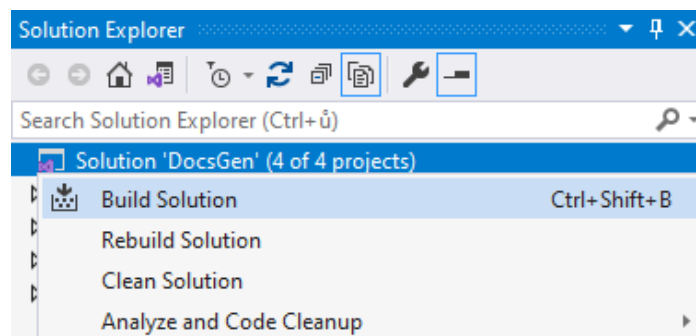 Solution Explorer
Search Solution Explorer (Ctrl+ů)
Solution 'DocsGen' (4 of 4 projects)
Build Solution Ctrl+Shift+B
Rebuild Solution
Clean Solution
Analyze and Code Cleanup